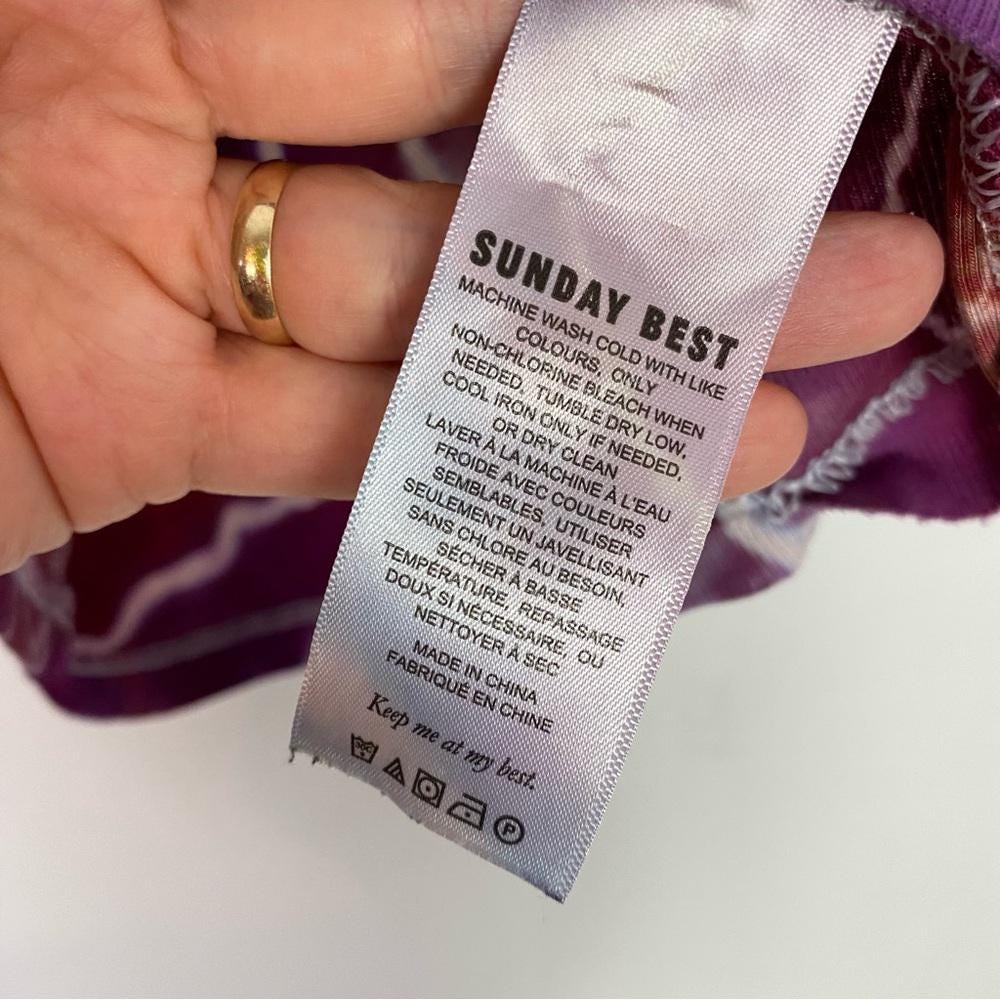 SUNDAY BEST
MACHINE WASH COLD WITH LIKE
COLOURS, ONLY
NON-CHLORINE BLEACH WHEN
NEEDED, TUMBLE DRY LOW,
COOL IRON ONLY IF NEEDED,
OR DRY CLEAN
LAVER À LA MACHINE À L'EAU
FROIDE AVEC COULEURS
SEMBLABLES, UTILISER
SEULEMENT UN JAVELLISANT
SANS CHLORE AU BESOIN,
SÉCHER À BASSE
TEMPÉRATURE, REPASSAGE
DOUX SI NÉCESSAIRE, OU
NETTOYER À SEC
MADE IN CHINA
FABRIQUÉ EN CHINE
Keep me at my best.
30C
P